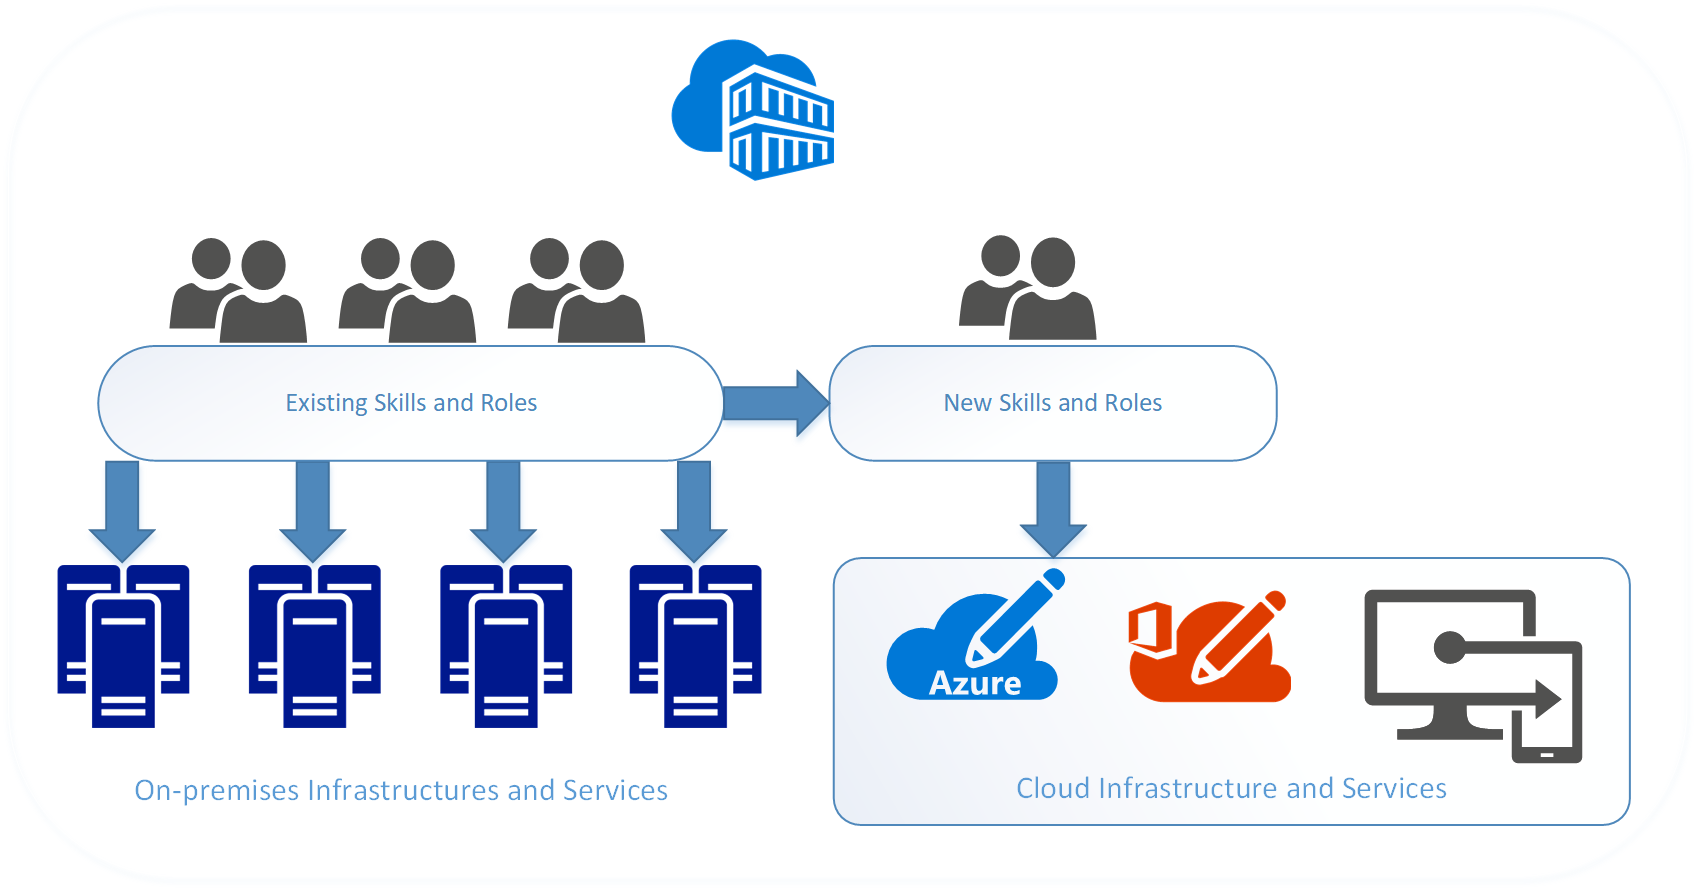 Existing Skills and Roles
New Skills and Roles
Azure
On-premises Infrastructures and Services
Cloud Infrastructure and Services